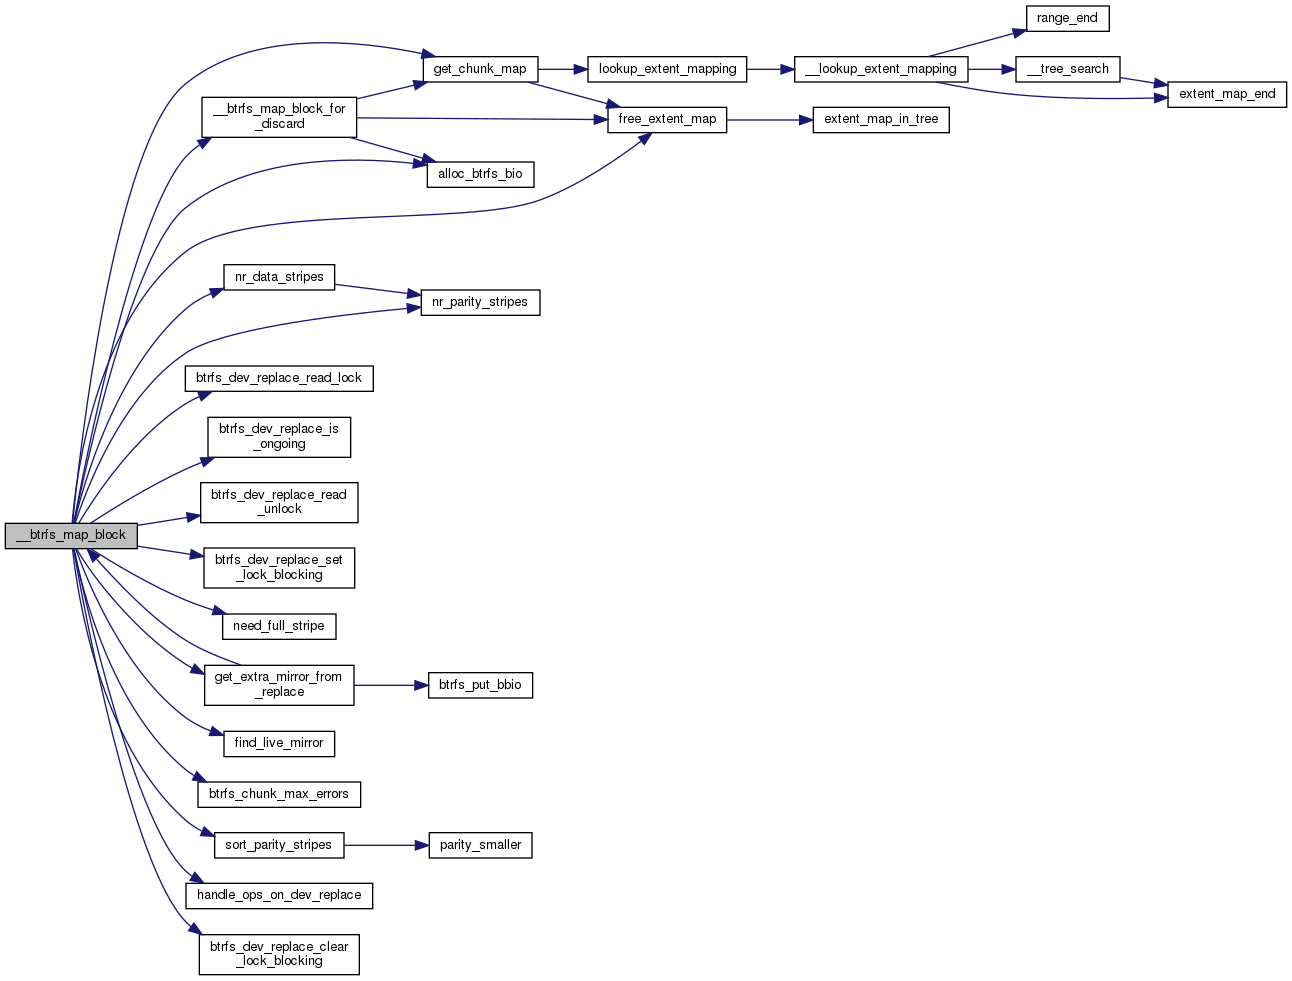 range_end
get_chunk_map
lookup_extent_mapping
__lookup_extent_mapping
__tree_search
extent_map_end
__btrfs_map_block_for
_discard
free_extent_map
extent_map_in_tree
alloc_btrfs_bio
nr_data_stripes
nr_parity_stripes
btrfs_dev_replace_read_lock
btrfs_dev_replace_is
_ongoing
btrfs_dev_replace_read
_unlock
__btrfs_map_block
btrfs_dev_replace_set
_lock_blocking
need_full_stripe
get_extra_mirror_from
_replace
btrfs_put_bbio
find_live_mirror
btrfs_chunk_max_errors
sort_parity_stripes
parity_smaller
handle_ops_on_dev_replace
btrfs_dev_replace_clear
_lock_blocking